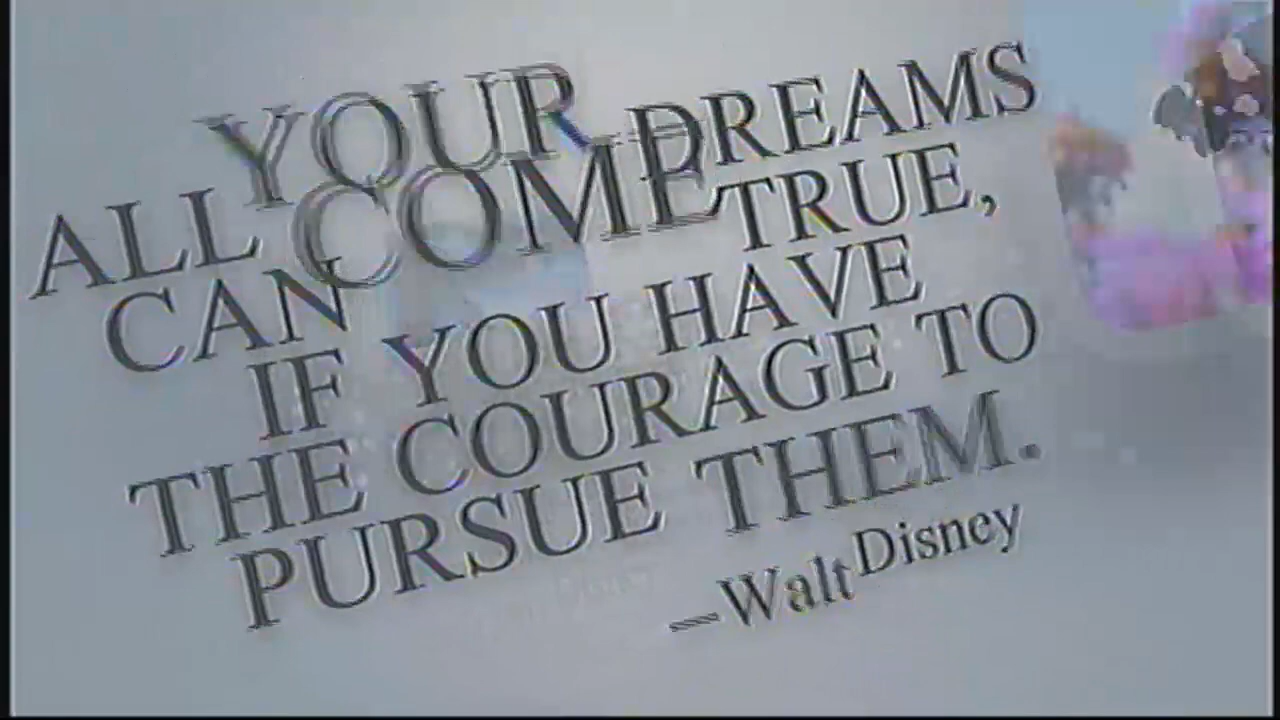 ALL YOUR DREAMS
CAN COME TRUE,
IF YOU HAVE
THE COURAGE TO
PURSUE THEM.
—Walt Disney